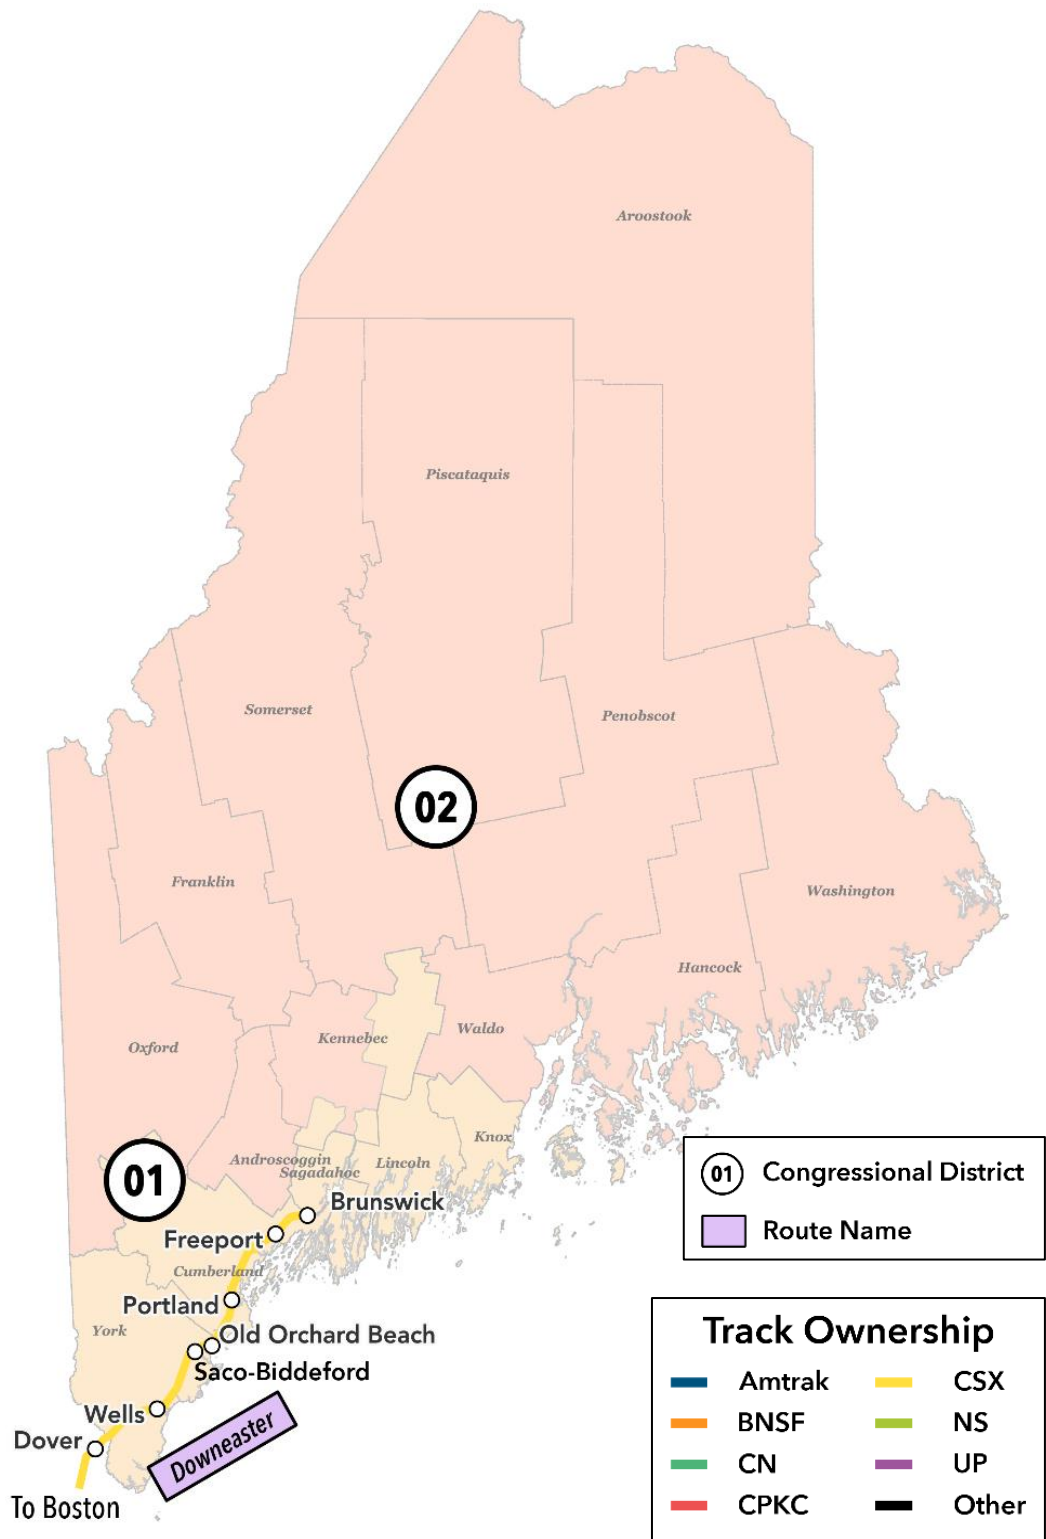 Aroostook
Piscataquis
Somerset
Penobscot
02
Franklin
Washington
Hancock
Oxford
Kennebec
Waldo
Knox
01
Androscoggin
Sagadahoc
Lincoln
Brunswick
Freeport
Cumberland
Portland
York
Old Orchard Beach
Saco-Biddeford
Wells
Dover
Downeaster
To Boston
01 Congressional District
Route Name
Track Ownership
Amtrak CSX
BNSF NS
CN UP
CPKC Other